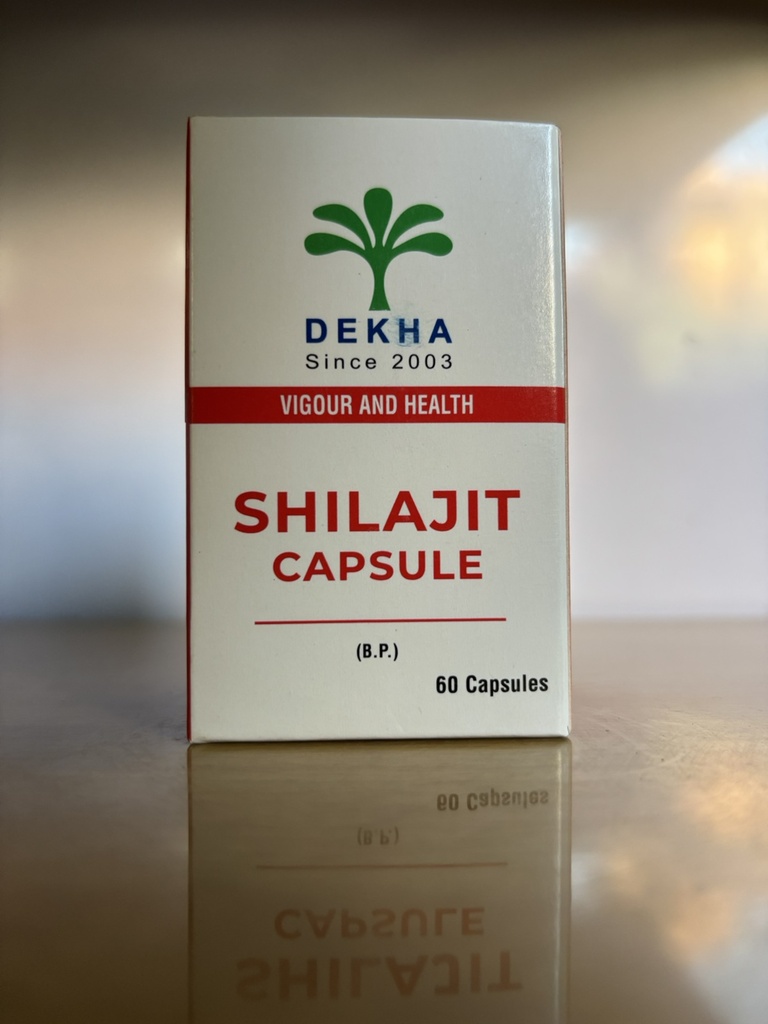 DEKHA
Since 2003
VIGOUR AND HEALTH
SHILAJIT
CAPSULE
(B.P.)
60 Capsules